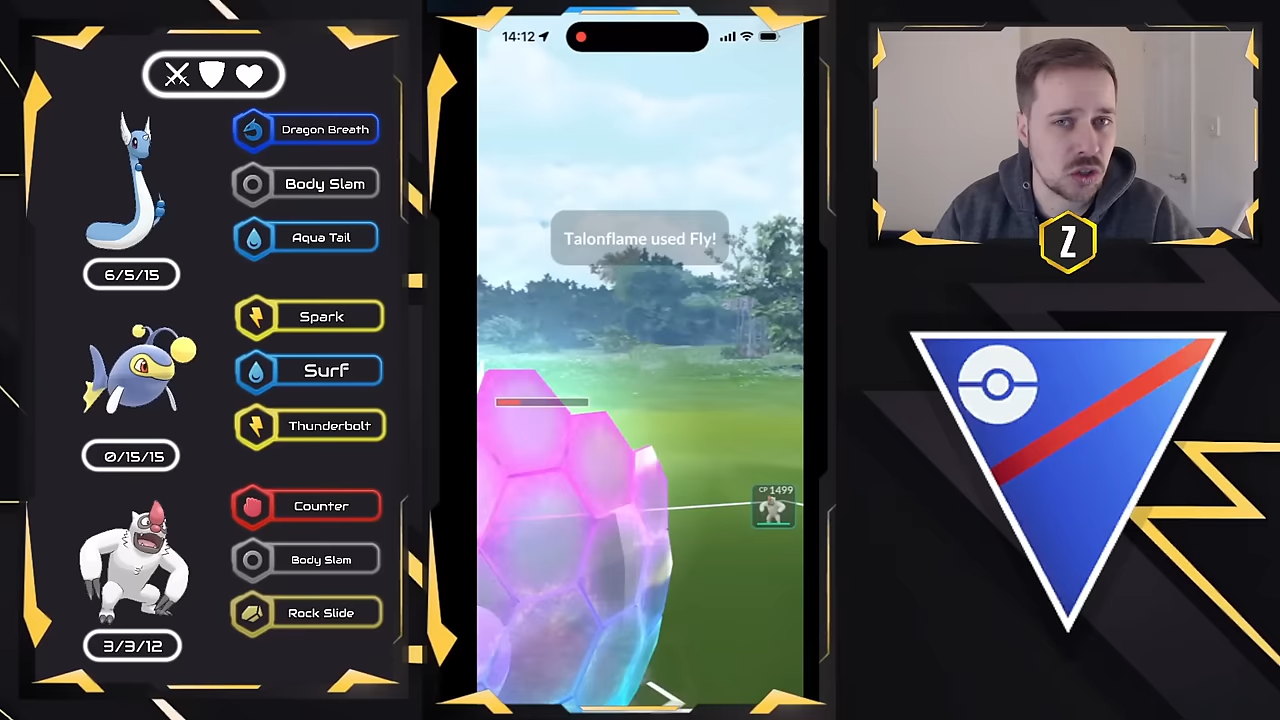 Dragon Breath
Body Slam
Aqua Tail
6/5/15
Spark
Surf
Thunderbolt
0/15/15
Counter
Body Slam
Rock Slide
3/3/12
14:12
Talonflame used Fly!
CP 1499
Z